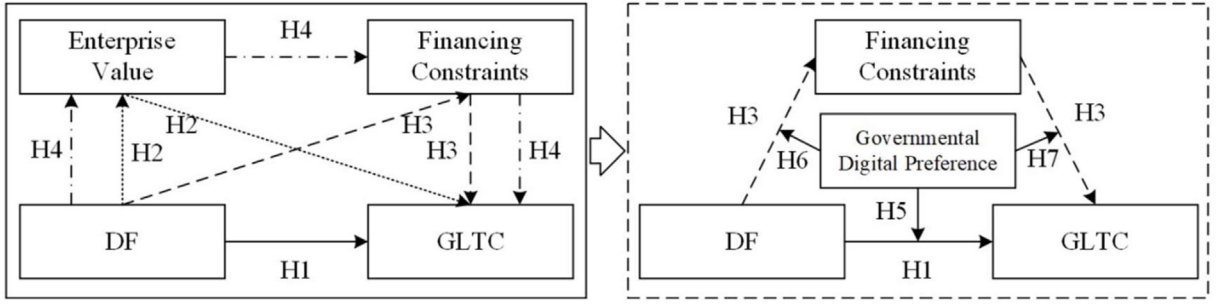 Enterprise
Value
H4
Financing
Constraints
H4
H2
H2
H3
H3
H4
DF
H1
GLTC
Financing
Constraints
H3
H3
Governmental
Digital Preference
H6
H7
H5
DF
H1
GLTC